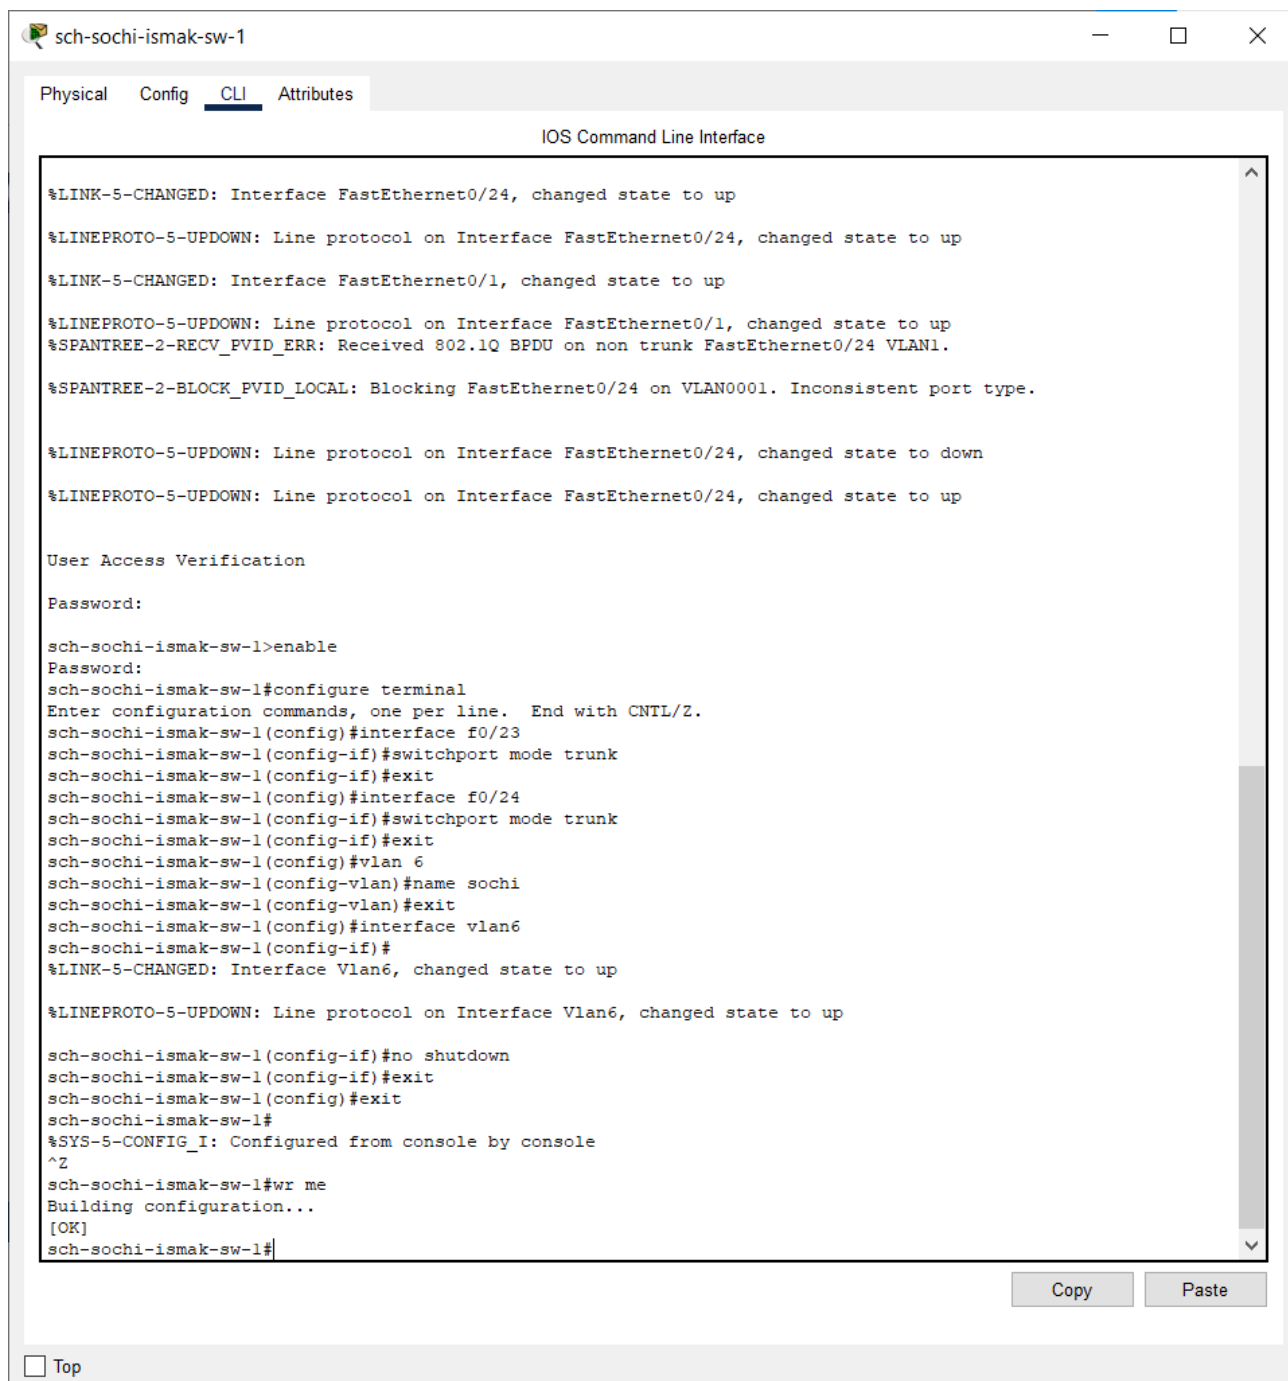 sch-sochi-ismak-sw-1
Physical Config CLI Attributes
IOS Command Line Interface
%LINK-5-CHANGED: Interface FastEthernet0/24, changed state to up
%LINEPROTO-5-UPDOWN: Line protocol on Interface FastEthernet0/24, changed state to up
%LINK-5-CHANGED: Interface FastEthernet0/1, changed state to up
%LINEPROTO-5-UPDOWN: Line protocol on Interface FastEthernet0/1, changed state to up
%SPANTREE-2-RECV_PVID_ERR: Received 802.1Q BPDU on non trunk FastEthernet0/24 VLAN1.
%SPANTREE-2-BLOCK_PVID_LOCAL: Blocking FastEthernet0/24 on VLAN0001. Inconsistent port type.
%LINEPROTO-5-UPDOWN: Line protocol on Interface FastEthernet0/24, changed state to down
%LINEPROTO-5-UPDOWN: Line protocol on Interface FastEthernet0/24, changed state to up
User Access Verification
Password:
sch-sochi-ismak-sw-1>enable
Password:
sch-sochi-ismak-sw-1#configure terminal
Enter configuration commands, one per line.  End with CNTL/Z.
sch-sochi-ismak-sw-1(config)#interface f0/23
sch-sochi-ismak-sw-1(config-if)#switchport mode trunk
sch-sochi-ismak-sw-1(config-if)#exit
sch-sochi-ismak-sw-1(config)#interface f0/24
sch-sochi-ismak-sw-1(config-if)#switchport mode trunk
sch-sochi-ismak-sw-1(config-if)#exit
sch-sochi-ismak-sw-1(config)#vlan 6
sch-sochi-ismak-sw-1(config-vlan)#name sochi
sch-sochi-ismak-sw-1(config-vlan)#exit
sch-sochi-ismak-sw-1(config)#interface vlan6
sch-sochi-ismak-sw-1(config-if)#
%LINK-5-CHANGED: Interface Vlan6, changed state to up
%LINEPROTO-5-UPDOWN: Line protocol on Interface Vlan6, changed state to up
sch-sochi-ismak-sw-1(config-if)#no shutdown
sch-sochi-ismak-sw-1(config-if)#exit
sch-sochi-ismak-sw-1(config)#exit
sch-sochi-ismak-sw-1#
%SYS-5-CONFIG_I: Configured from console by console
^Z
sch-sochi-ismak-sw-1#wr me
Building configuration...
[OK]
sch-sochi-ismak-sw-1#
Copy Paste
Top